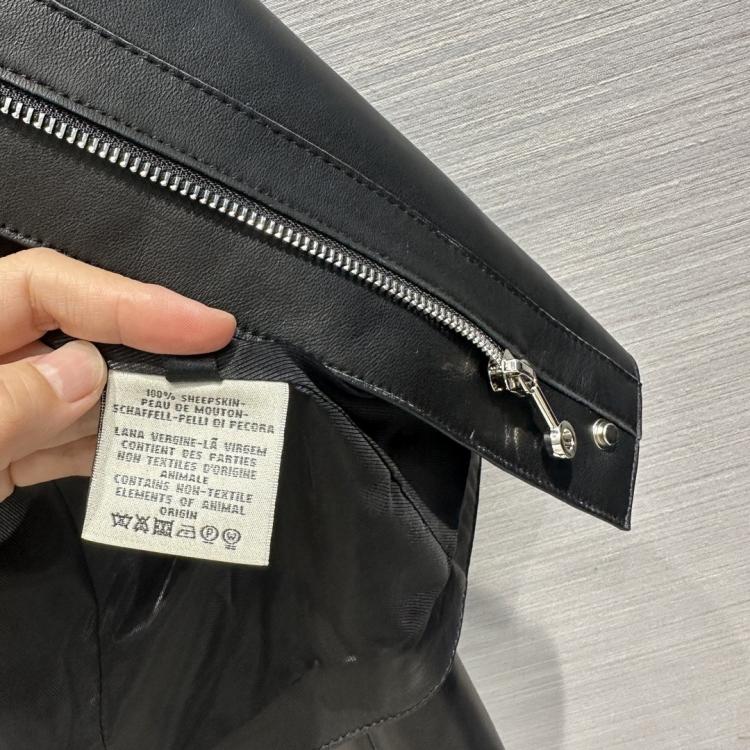 100% SHEEPSKIN-
PEAU DE MOUTON-
SCHAFFELL-PELLI DI PECORA
LANA VERGINE-LÃ VIRGEM
CONTIENT DES PARTIES
NON TEXTILES D'ORIGINE
ANIMALE
CONTAINS NON-TEXTILE
ELEMENTS OF ANIMAL
ORIGIN
P W